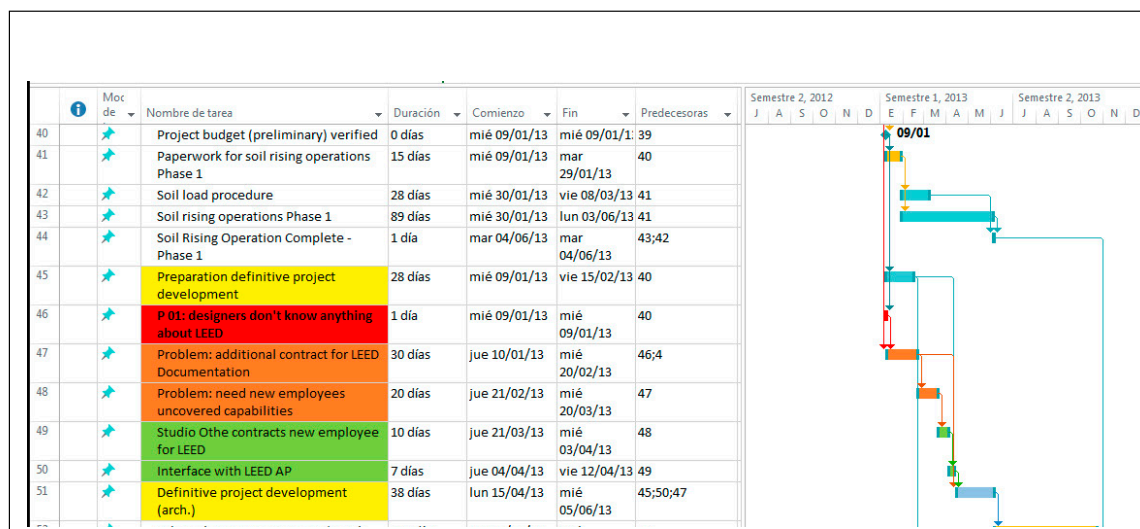 Semestre 2, 2012 Semestre 1, 2013 Semestre 2, 2013
Moc
de Nombre de tarea Duración Comienzo Fin Predecesoras J A S O N D E F M A M J J A S O N D
40 Project budget (preliminary) verified 0 días mié 09/01/13 mié 09/01/1 39 09/01
41 Paperwork for soil rising operations 15 días mié 09/01/13 mar 40
Phase 1 29/01/13
42 Soil load procedure 28 días mié 30/01/13 vie 08/03/13 41
43 Soil rising operations Phase 1 89 días mié 30/01/13 lun 03/06/13 41
44 Soil Rising Operation Complete - 1 día mar 04/06/13 mar 43;42
Phase 1 04/06/13
45 Preparation definitive project 28 días mié 09/01/13 vie 15/02/13 40
development
46 P 01: designers don't know anything 1 día mié 09/01/13 mié 40
about LEED 09/01/13
47 Problem: additional contract for LEED 30 días jue 10/01/13 mié 46;4
Documentation 20/02/13
48 Problem: need new employees 20 días jue 21/02/13 mié 47
uncovered capabilities 20/03/13
49 Studio Othe contracts new employee 10 días jue 21/03/13 mié 48
for LEED 03/04/13
50 Interface with LEED AP 7 días jue 04/04/13 vie 12/04/13 49
51 Definitive project development 38 días lun 15/04/13 mié 45;50;47
(arch.) 05/06/13